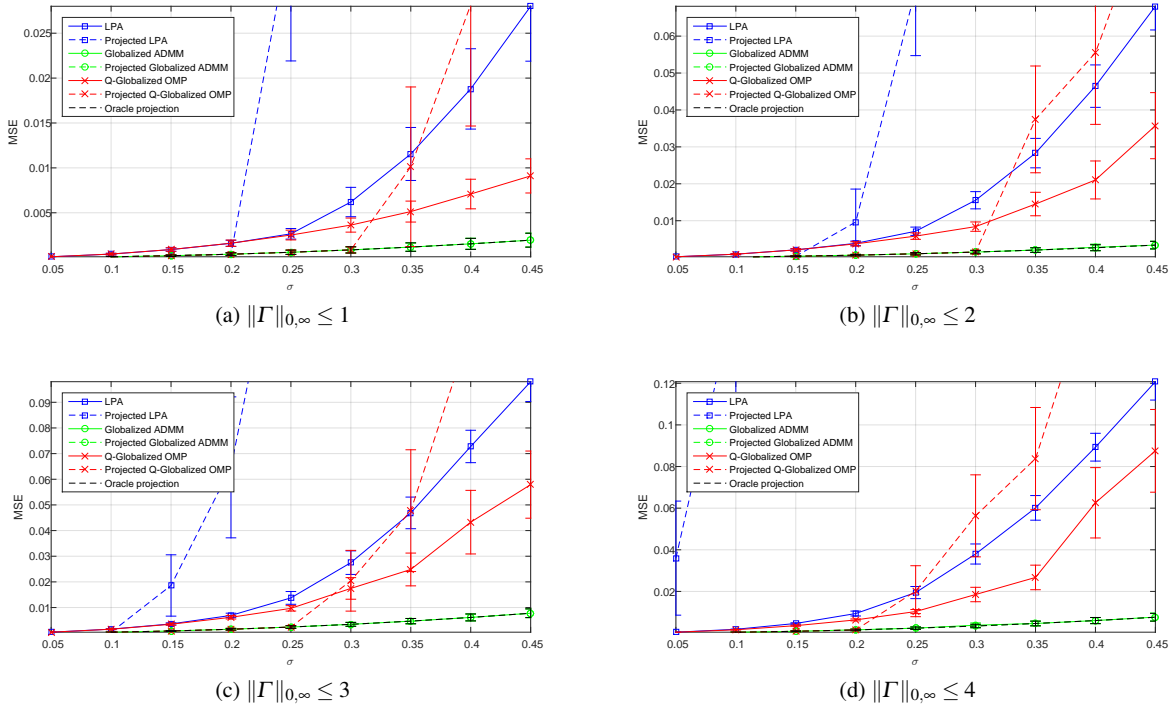 LPA
Projected LPA
Globalized ADMM
Projected Globalized ADMM
Q-Globalized OMP
Projected Q-Globalized OMP
Oracle projection
MSE
0.025
0.02
0.015
0.01
0.005
0.05 0.1 0.15 0.2 0.25 0.3 0.35 0.4 0.45
σ
(a) ‖Γ‖0,∞ ≤ 1
LPA
Projected LPA
Globalized ADMM
Projected Globalized ADMM
Q-Globalized OMP
Projected Q-Globalized OMP
Oracle projection
MSE
0.06
0.05
0.04
0.03
0.02
0.01
0.05 0.1 0.15 0.2 0.25 0.3 0.35 0.4 0.45
σ
(b) ‖Γ‖0,∞ ≤ 2
LPA
Projected LPA
Globalized ADMM
Projected Globalized ADMM
Q-Globalized OMP
Projected Q-Globalized OMP
Oracle projection
MSE
0.09
0.08
0.07
0.06
0.05
0.04
0.03
0.02
0.01
0.05 0.1 0.15 0.2 0.25 0.3 0.35 0.4 0.45
σ
(c) ‖Γ‖0,∞ ≤ 3
LPA
Projected LPA
Globalized ADMM
Projected Globalized ADMM
Q-Globalized OMP
Projected Q-Globalized OMP
Oracle projection
MSE
0.12
0.1
0.08
0.06
0.04
0.02
0.05 0.1 0.15 0.2 0.25 0.3 0.35 0.4 0.45
σ
(d) ‖Γ‖0,∞ ≤ 4